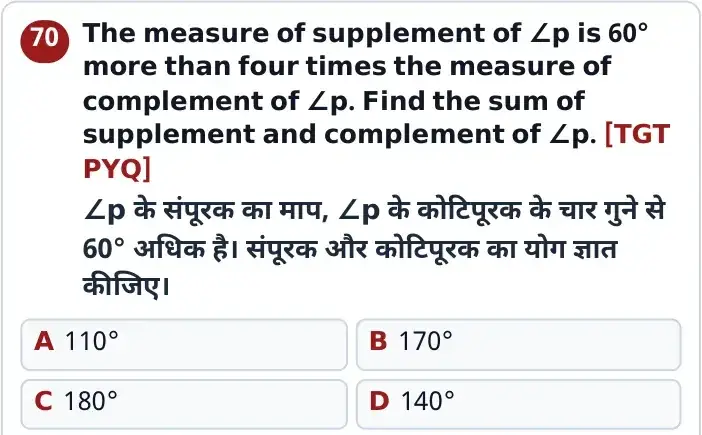 70 The measure of supplement of ∠p is 60°
more than four times the measure of
complement of ∠p. Find the sum of
supplement and complement of ∠p. [TGT
PYQ]
∠p के संपूरक का माप, ∠p के कोटिपूरक के चार गुने से
60° अधिक है। संपूरक और कोटिपूरक का योग ज्ञात
कीजिए।
A 110°
B 170°
C 180°
D 140°